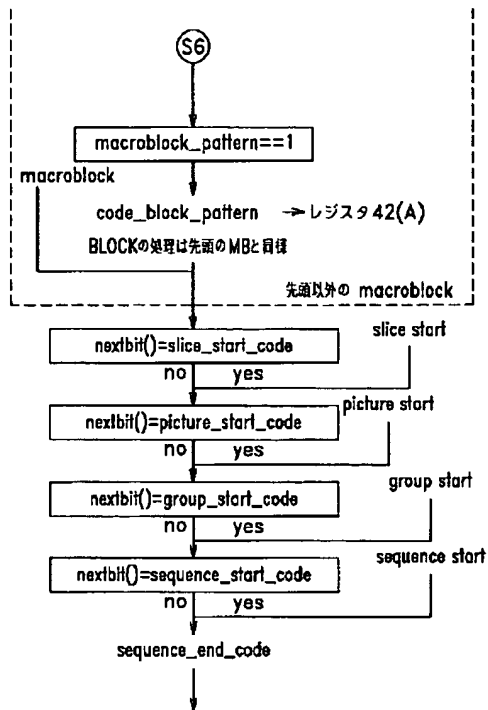 S6
macroblock_pattern==1
macroblock
code_block_pattern → レジスタ42(A)
BLOCKの処理は先頭のMBと同様
先頭以外の macroblock
slice start
nextbit()=slice_start_code
no yes
picture start
nextbit()=picture_start_code
no yes
group start
nextbit()=group_start_code
no yes
sequence start
nextbit()=sequence_start_code
no yes
sequence_end_code